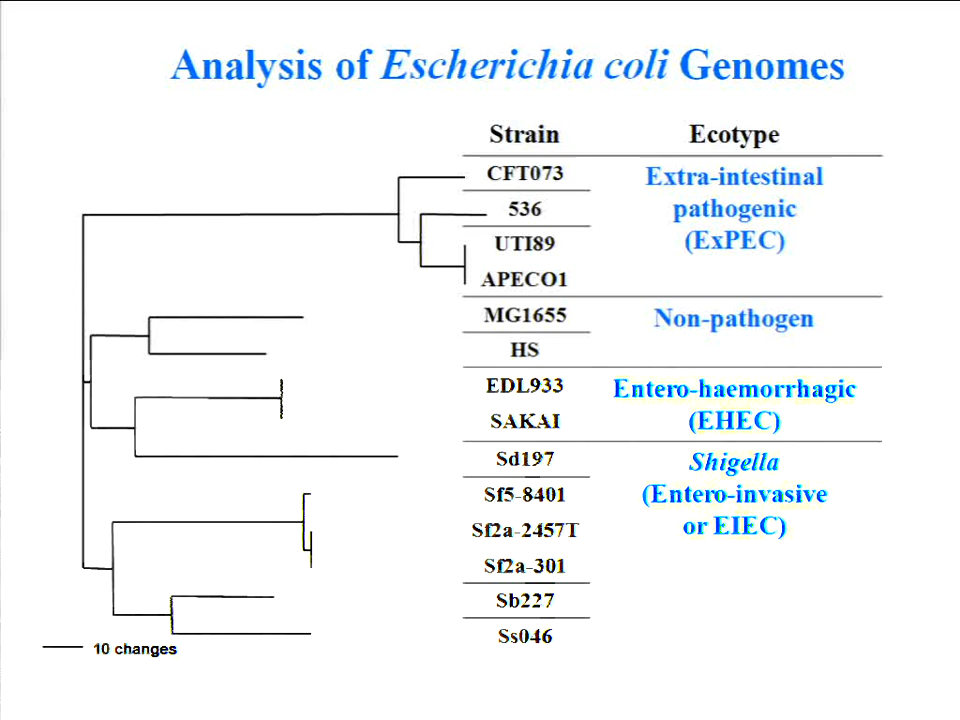 Analysis of Escherichia coli Genomes
Strain Ecotype
CFT073
Extra-intestinal
536
pathogenic
UTI89
(ExPEC)
APECO1
MG1655
Non-pathogen
HS
EDL933
Entero-haemorrhagic
SAKAI
(EHEC)
Sd197
Shigella
Sf5-8401
(Entero-invasive
Sf2a-2457T
or EIEC)
Sf2a-301
Sb227
Ss046
10 changes